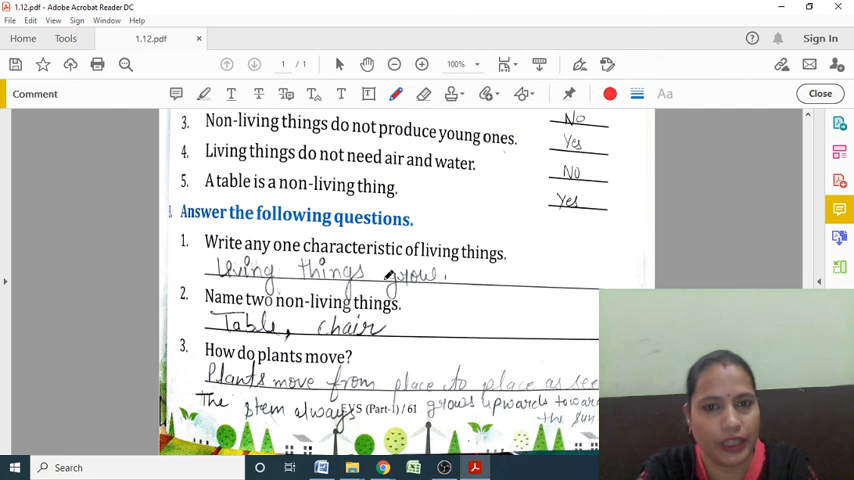 1.12.pdf - Adobe Acrobat Reader DC
File Edit View Sign Window Help
Home Tools 1.12.pdf × Sign In
1 / 1 100%
Comment Aa Close
No
3. Non-living things do not produce young ones. Yes
4. Living things do not need air and water. No
5. A table is a non-living thing. Yes
Answer the following questions.
1. Write any one characteristic of living things.
Living things grow.
2. Name two non-living things.
Table, chair
3. How do plants move?
Plants move from place to place as see
the stem always grows upwards towar
the sun
EVS (Part-1) / 61
Search